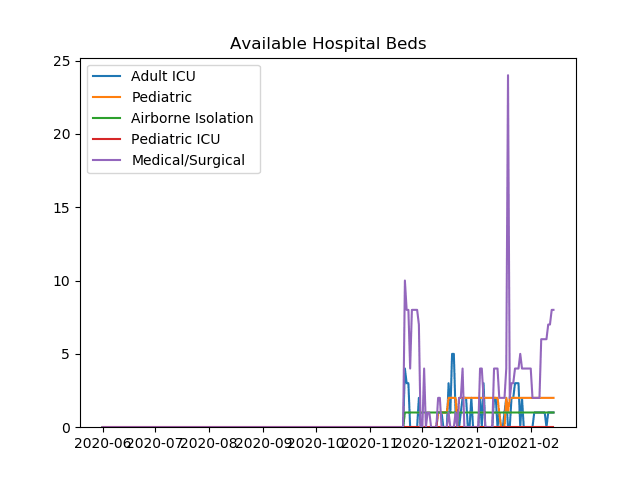 Available Hospital Beds
25
20
15
10
5
0
Adult ICU
Pediatric
Airborne Isolation
Pediatric ICU
Medical/Surgical
2020-06 2020-07 2020-08 2020-09 2020-10 2020-11 2020-12 2021-01 2021-02